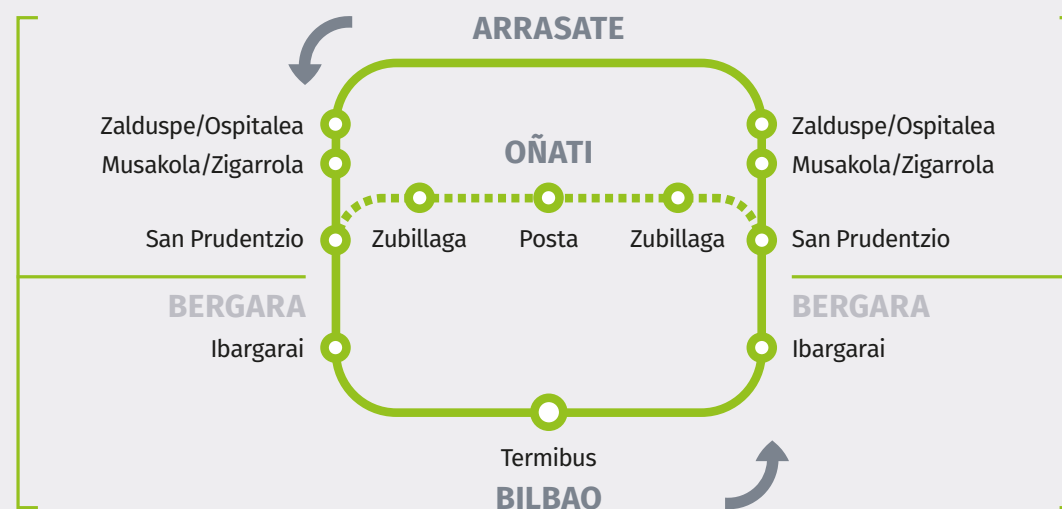 ARRASATE
Zalduspe/Ospitalea
Zalduspe/Ospitalea
OÑATI
Musakola/Zigarrola
Musakola/Zigarrola
San Prudentzio
Zubillaga
Posta
Zubillaga
San Prudentzio
BERGARA
BERGARA
Ibargarai
Ibargarai
Termibus
BILBAO